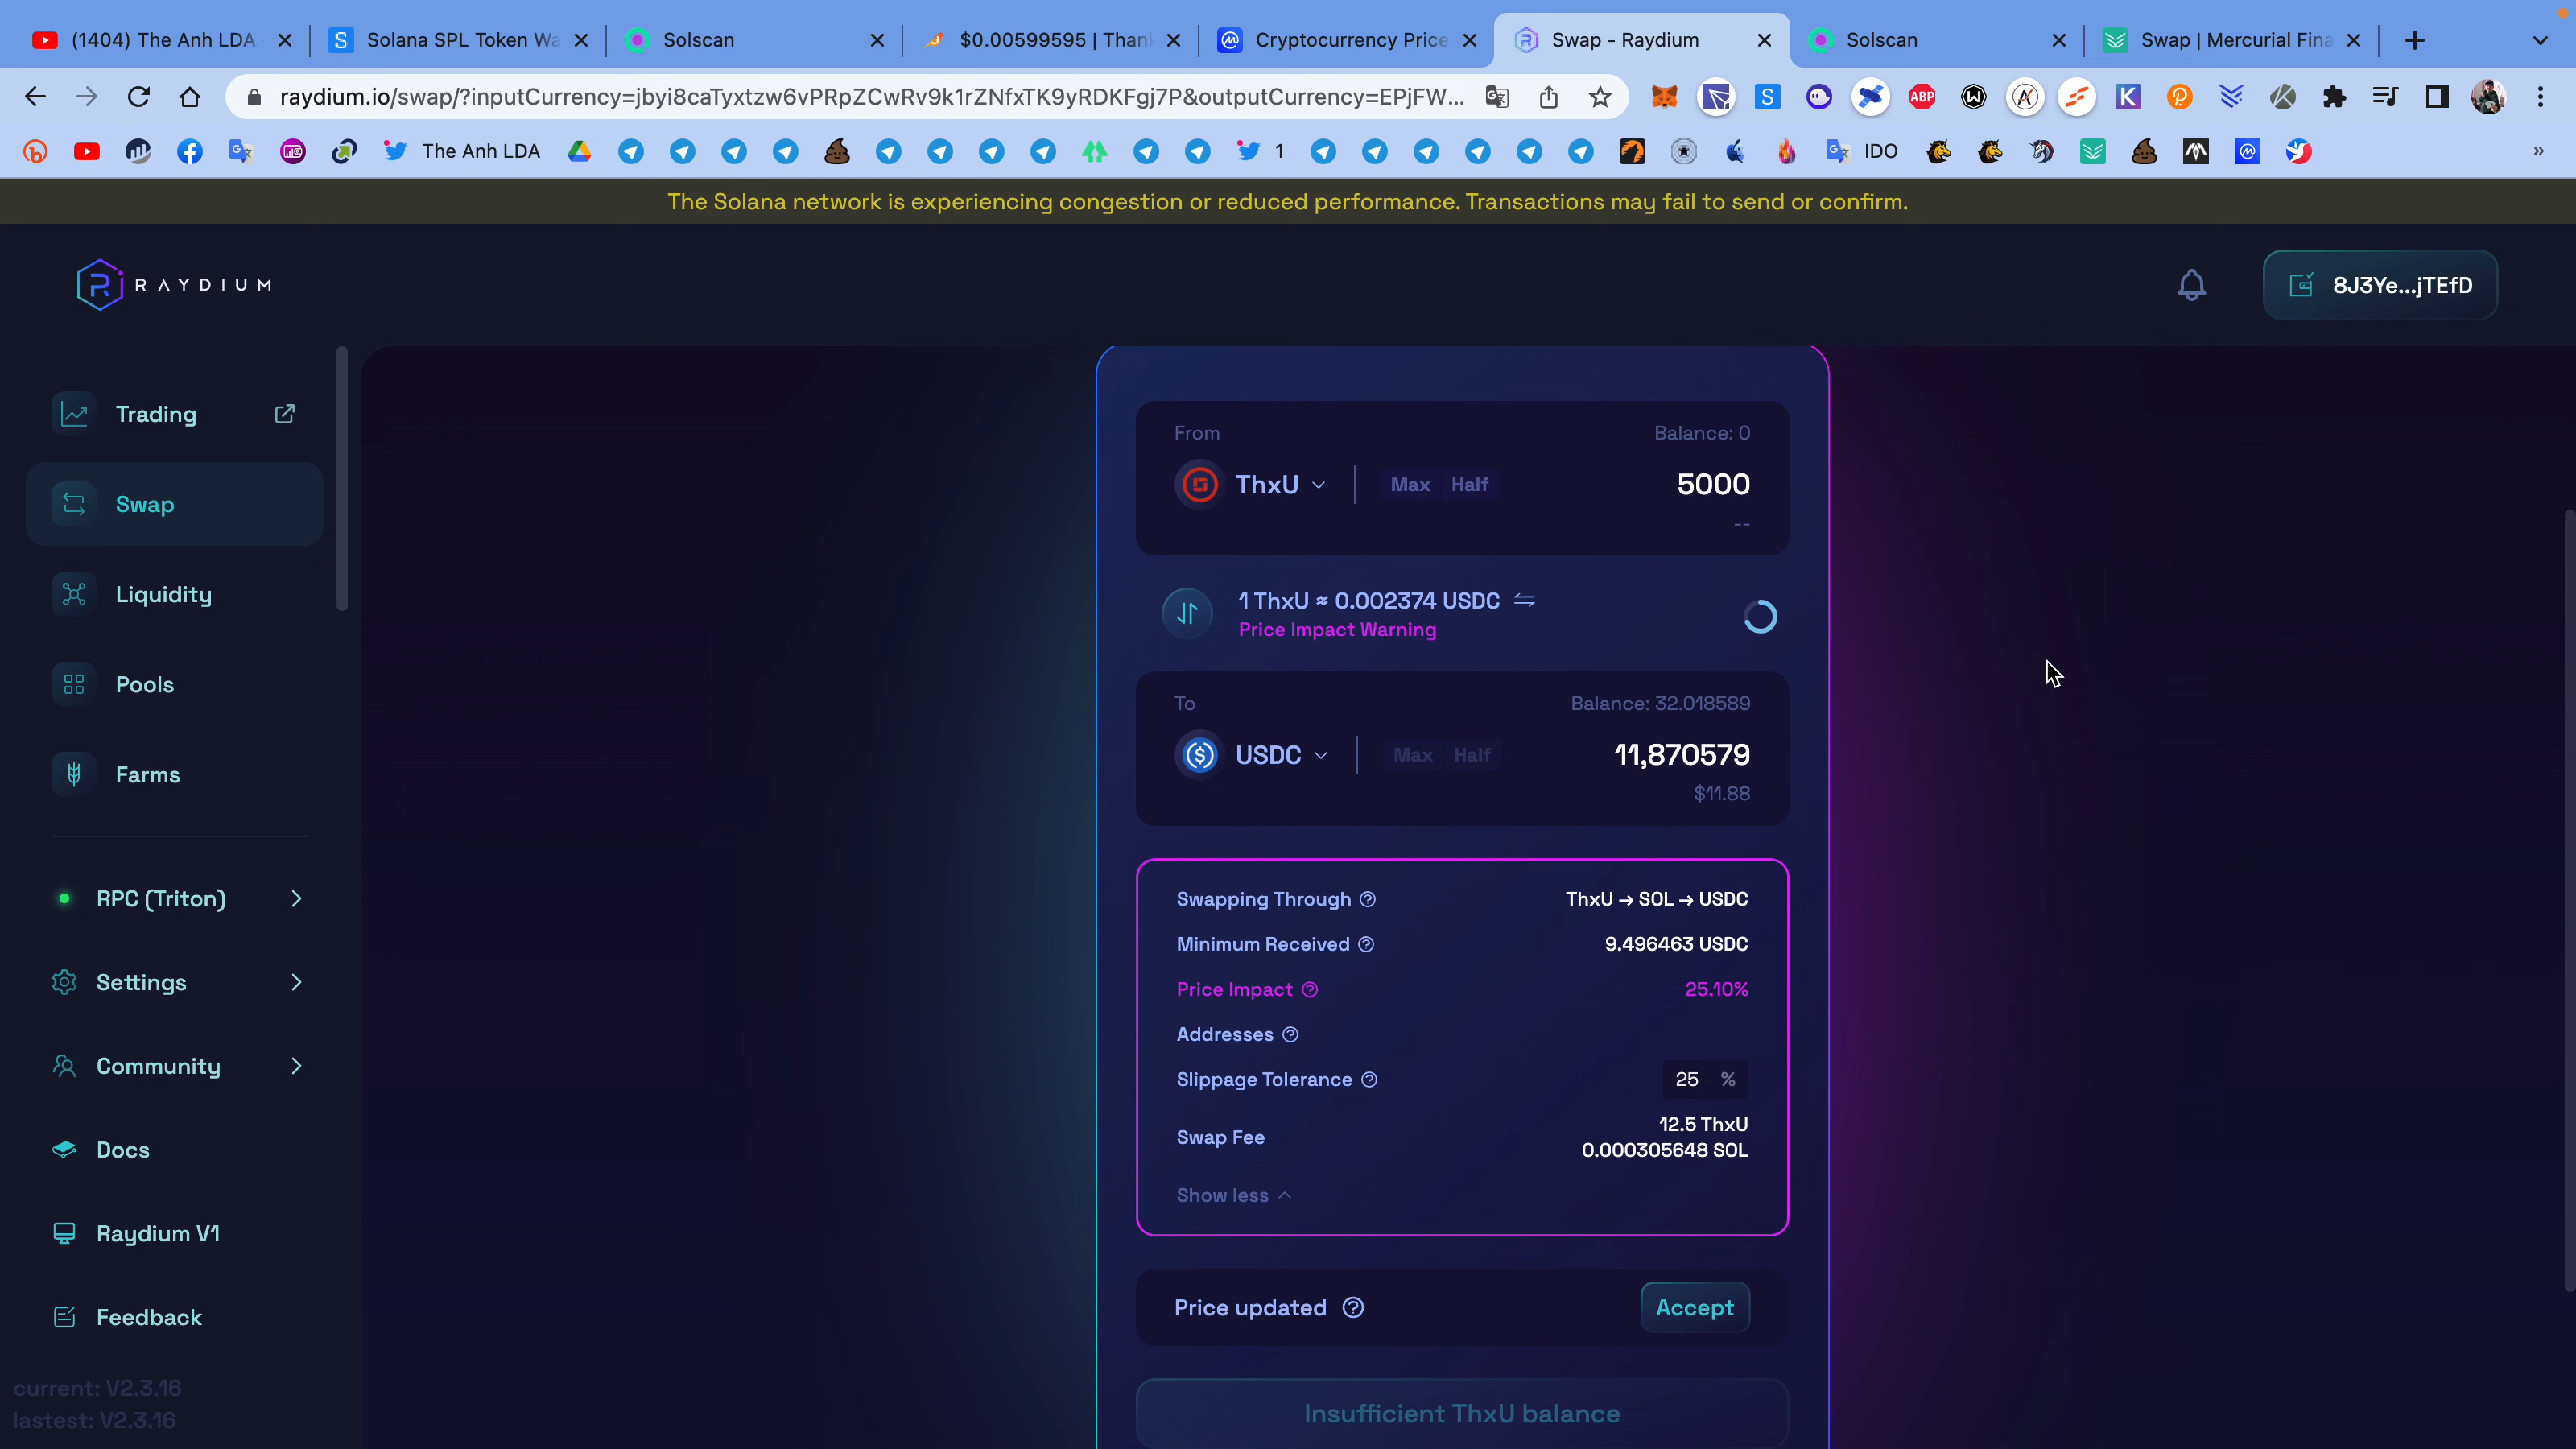 (1404) The Anh LDA
Solana SPL Token Wa
Solscan
$0.00599595 | Thank
Cryptocurrency Price
Swap - Raydium
Solscan
Swap | Mercurial Fina
raydium.io/swap/?inputCurrency=jbyi8caTyxtzw6vPRpZCwRv9k1rZNfxTK9yRDKFgj7P&outputCurrency=EPjFW...
ABP
The Anh LDA
1
IDO
The Solana network is experiencing congestion or reduced performance. Transactions may fail to send or confirm.
RAYDIUM
8J3Ye...jTEfD
Trading
Swap
Liquidity
Pools
Farms
RPC (Triton)
Settings
Community
Docs
Raydium V1
Feedback
current: V2.3.16
lastest: V2.3.16
From
Balance: 0
ThxU
Max Half
5000
--
1 ThxU ≈ 0.002374 USDC
Price Impact Warning
To
Balance: 32.018589
USDC
Max Half
11,870579
$11.88
Swapping Through
ThxU → SOL → USDC
Minimum Received
9.496463 USDC
Price Impact
25.10%
Addresses
Slippage Tolerance
25 %
Swap Fee
12.5 ThxU
0.000305648 SOL
Show less
Price updated
Accept
Insufficient ThxU balance